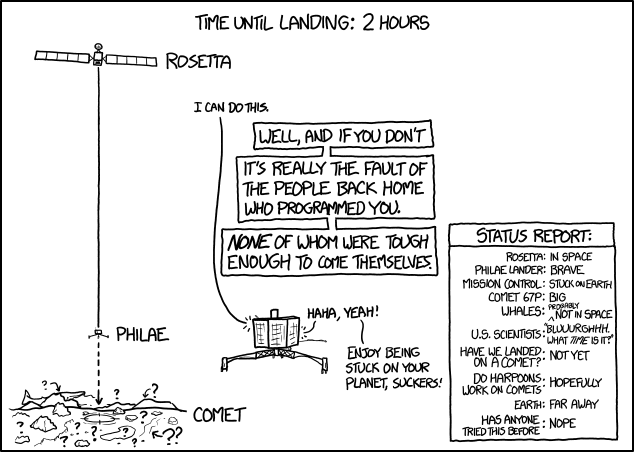 TIME UNTIL LANDING: 2 HOURS
ROSETTA
I CAN DO THIS.
WELL, AND IF YOU DON'T
IT'S REALLY THE FAULT OF
THE PEOPLE BACK HOME
WHO PROGRAMMED YOU.
NONE OF WHOM WERE TOUGH
ENOUGH TO COME THEMSELVES.
HAHA, YEAH!
ENJOY BEING
STUCK ON YOUR
PLANET, SUCKERS!
PHILAE
COMET
? ? ? ? ? ? ? ? ??
STATUS REPORT:
ROSETTA: IN SPACE
PHILAE LANDER: BRAVE
MISSION CONTROL: STUCK ON EARTH
COMET 67P: BIG
WHALES: PROBABLY
^ NOT IN SPACE
U.S. SCIENTISTS: "BLUUURGHHH.
WHAT TIME IS IT?"
HAVE WE LANDED
ON A COMET?: NOT YET
DO HARPOONS
WORK ON COMETS: HOPEFULLY
EARTH: FAR AWAY
HAS ANYONE
TRIED THIS BEFORE: NOPE